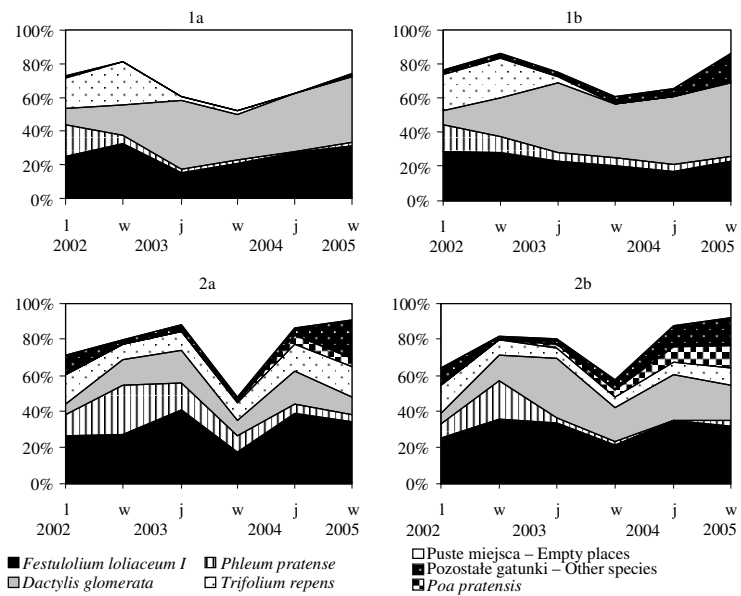 1a
100%
80%
60%
40%
20%
0%
l w j w j w
2002 2003 2004 2005
1b
100%
80%
60%
40%
20%
0%
l w j w j w
2002 2003 2004 2005
2a
100%
80%
60%
40%
20%
0%
l w j w j w
2002 2003 2004 2005
2b
100%
80%
60%
40%
20%
0%
l w j w j w
2002 2003 2004 2005
Festulolium loliaceum I
Phleum pratense
Dactylis glomerata
Trifolium repens
Puste miejsca – Empty places
Pozostałe gatunki – Other species
Poa pratensis